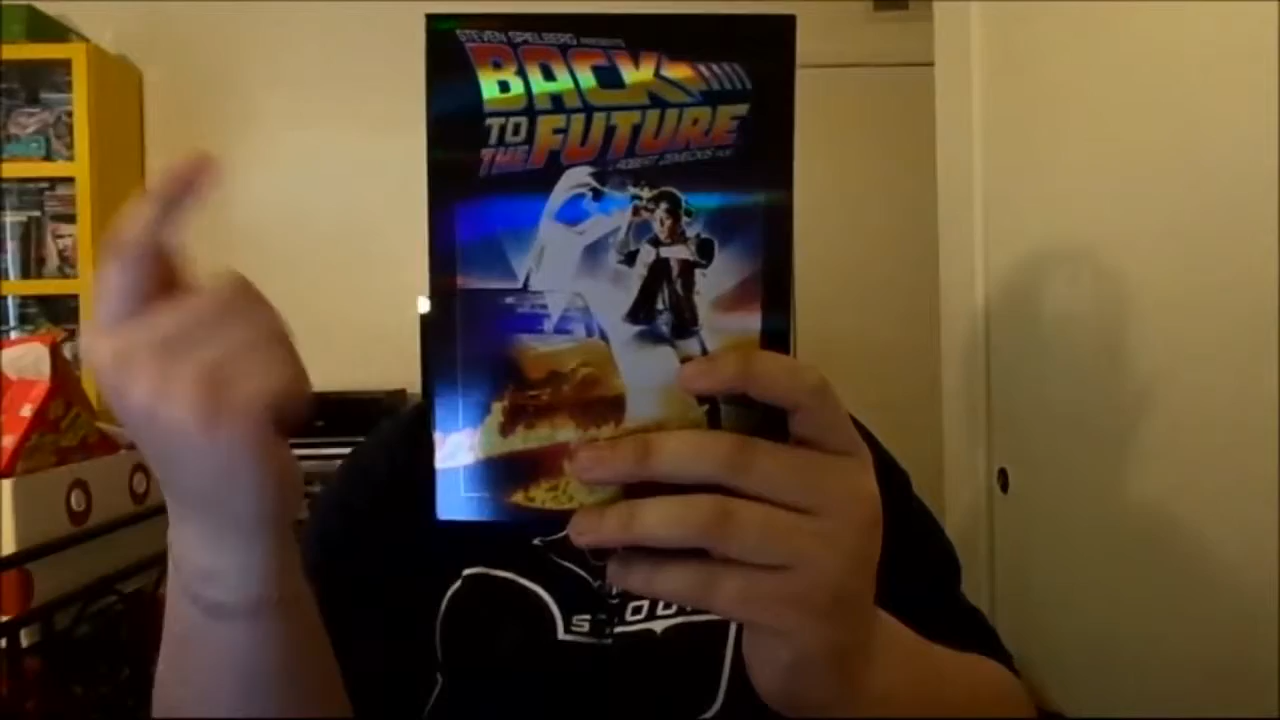 STEVEN SPIELBERG PRESENTS
BACK
TO
THE FUTURE
A ROBERT ZEMECKIS FILM